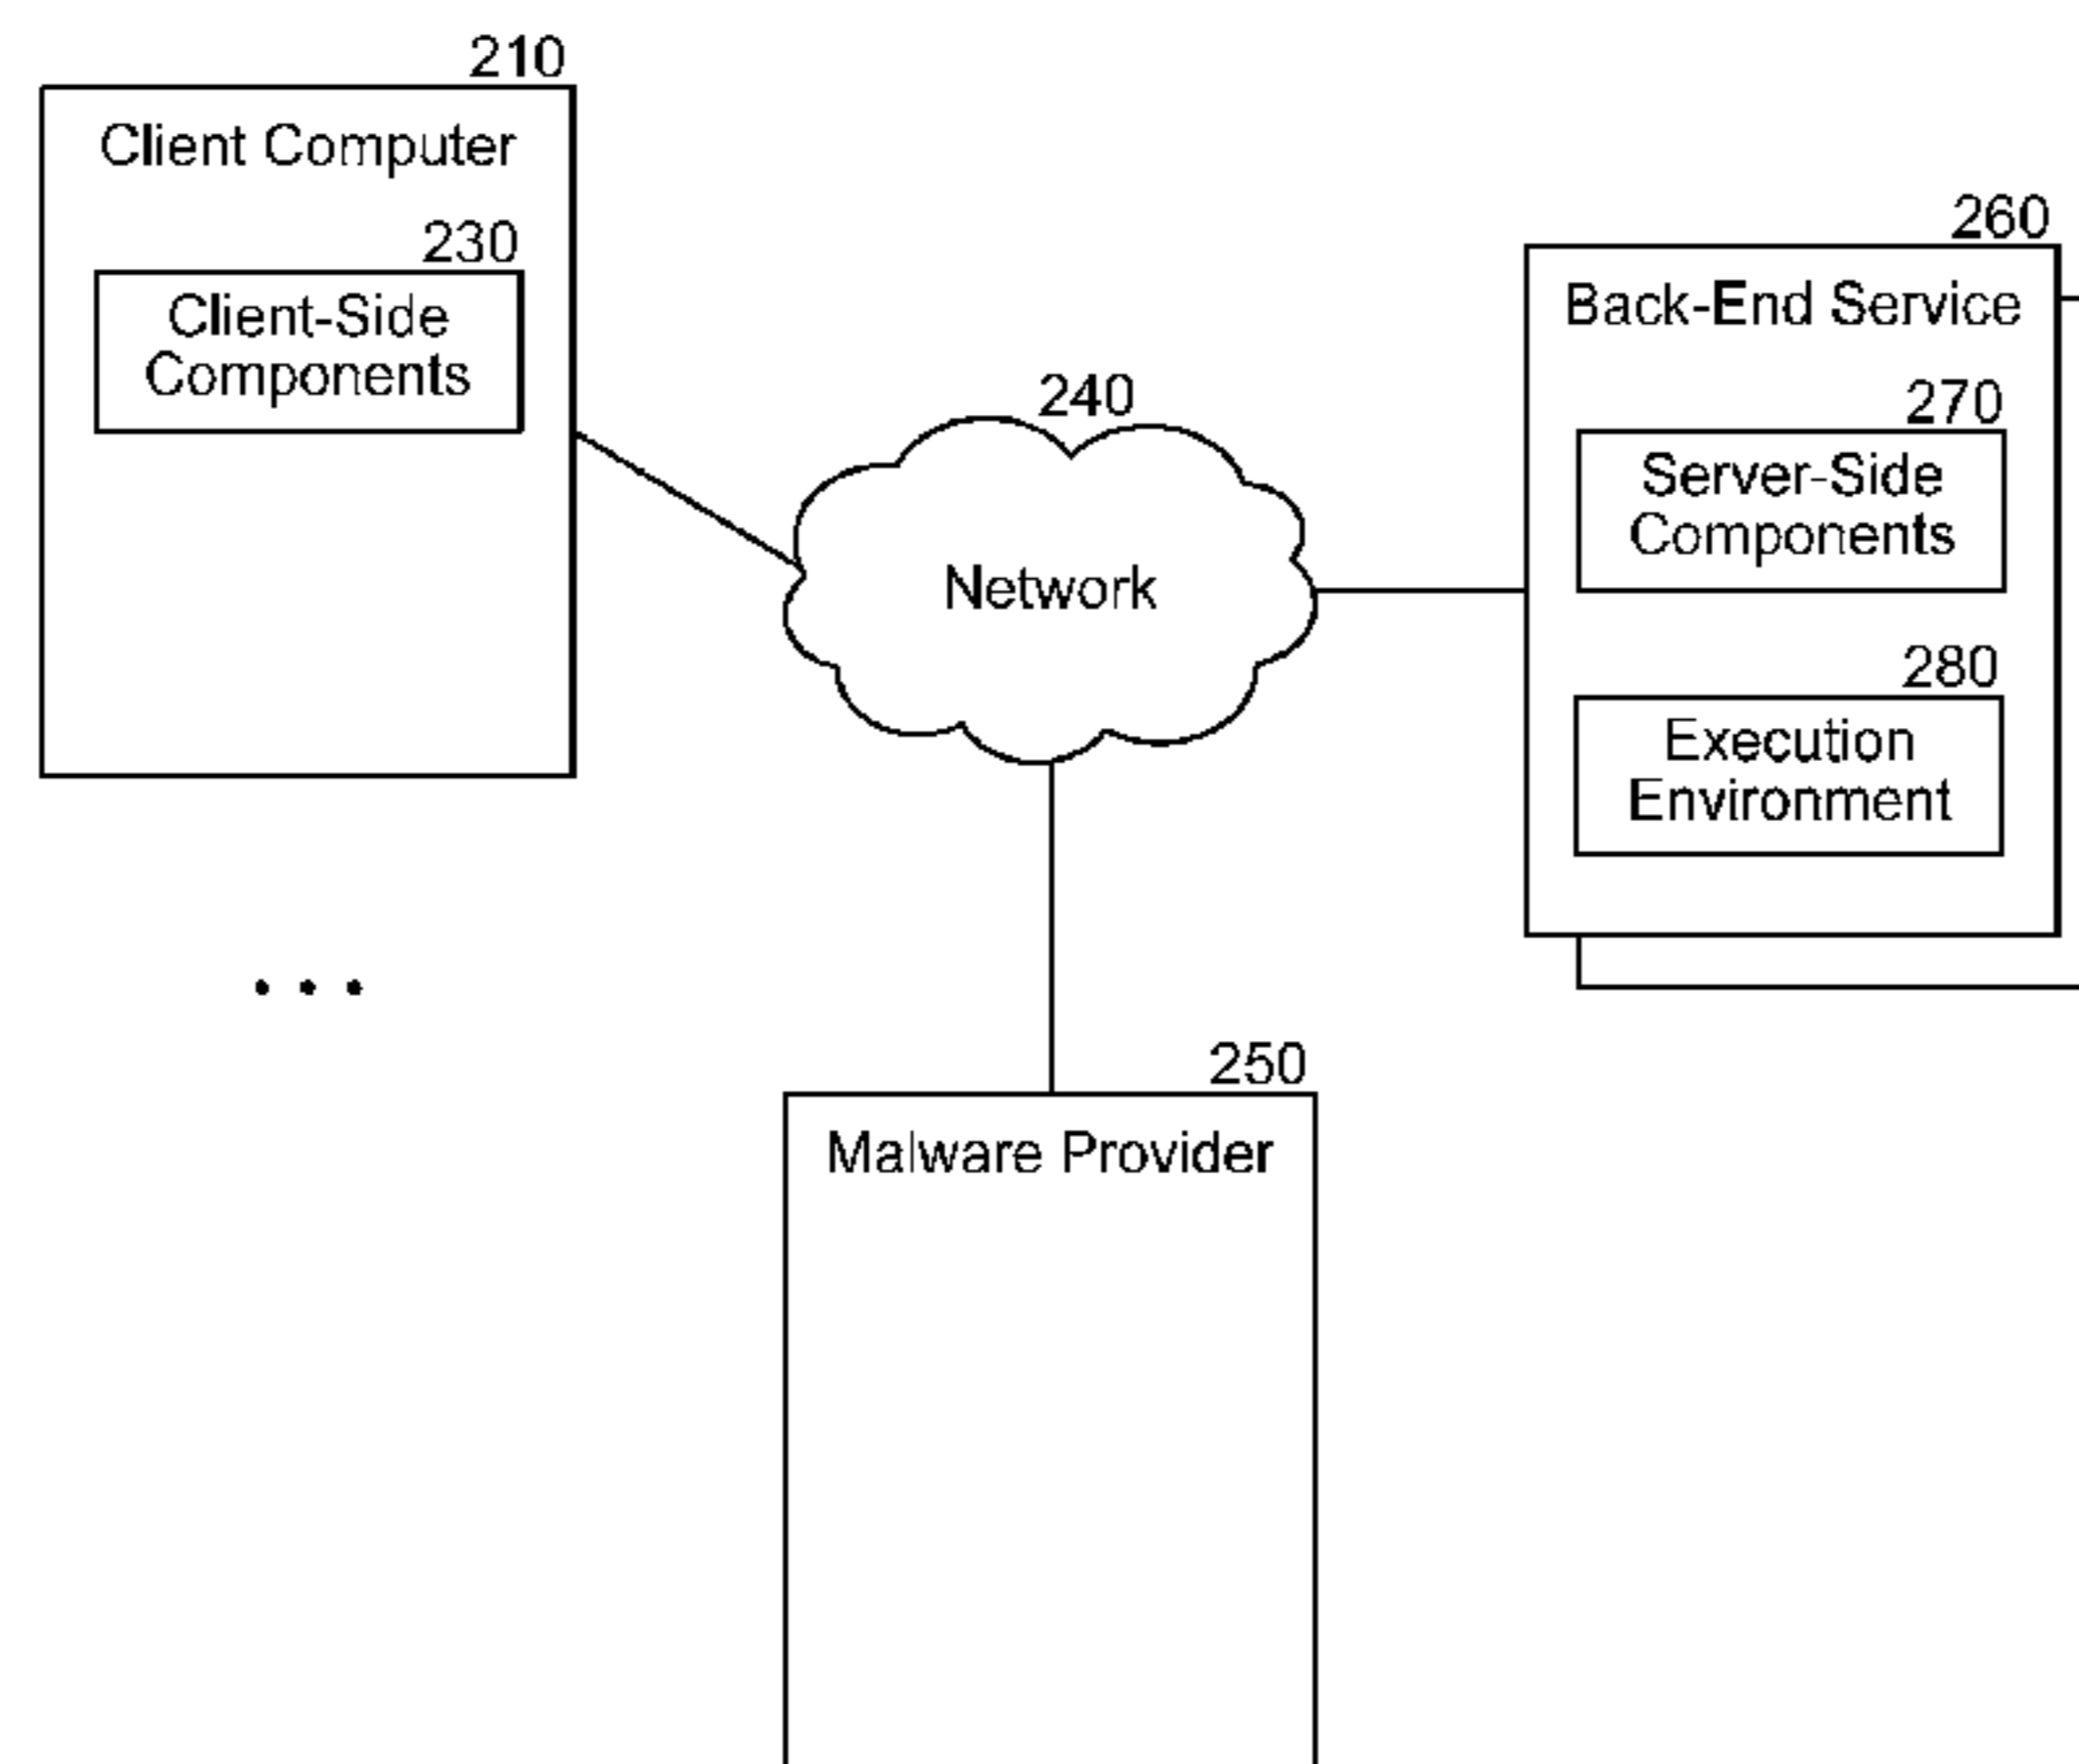 210
Client Computer
230
Client-Side
Components
240
Network
260
Back-End Service
270
Server-Side
Components
280
Execution
Environment
. . .
250
Malware Provider